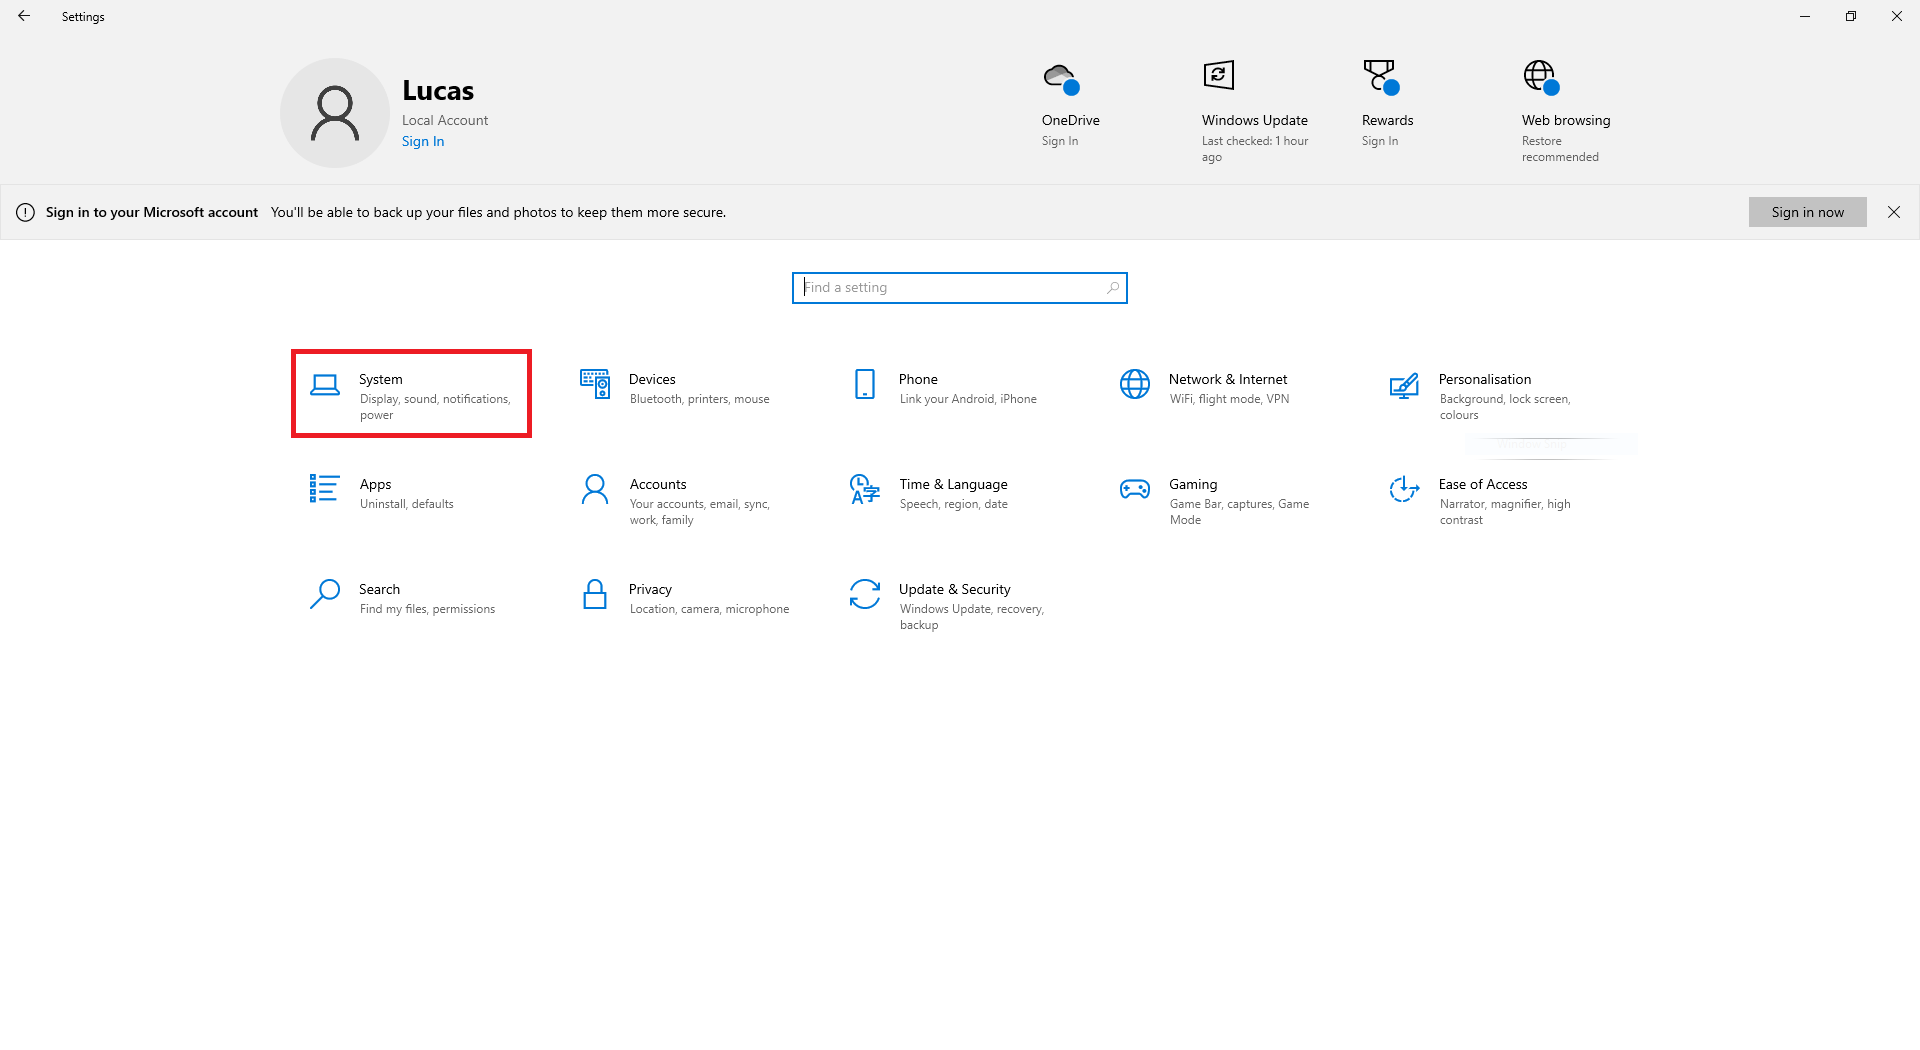 Settings
Lucas
Local Account
Sign In
OneDrive
Sign In
Windows Update
Last checked: 1 hour
ago
Rewards
Sign In
Web browsing
Restore
recommended
Sign in to your Microsoft account You'll be able to back up your files and photos to keep them more secure.
Sign in now
Find a setting
System
Display, sound, notifications,
power
Devices
Bluetooth, printers, mouse
Phone
Link your Android, iPhone
Network & Internet
WiFi, flight mode, VPN
Personalisation
Background, lock screen,
colours
Apps
Uninstall, defaults
Accounts
Your accounts, email, sync,
work, family
Time & Language
Speech, region, date
Gaming
Game Bar, captures, Game
Mode
Ease of Access
Narrator, magnifier, high
contrast
Search
Find my files, permissions
Privacy
Location, camera, microphone
Update & Security
Windows Update, recovery,
backup